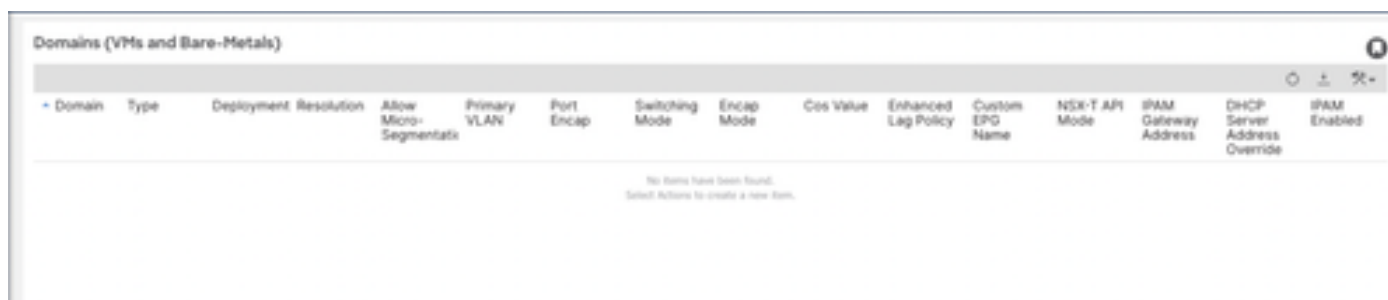 Domains (VMs and Bare-Metals)
Domain Type Deployment Resolution Allow Micro-Segmentatic Primary VLAN Port Encap Switching Mode Encap Mode Cos Value Enhanced Lag Policy Custom EPG Name NSX-T API Mode IPAM Gateway Address DHCP Server Address Override IPAM Enabled
No items have been found.
Select Actions to create a new item.